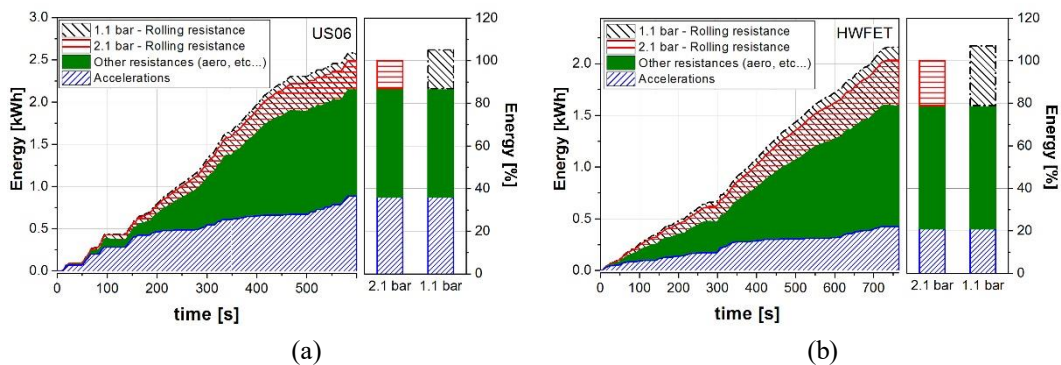 US06
1.1 bar - Rolling resistance
2.1 bar - Rolling resistance
Other resistances (aero, etc...)
Accelerations
Energy [kWh]
3.0
2.5
2.0
1.5
1.0
0.5
0.0
0 100 200 300 400 500
time [s]
2.1 bar 1.1 bar
120
100
80
60
40
20
0
Energy [%]
(a)
HWFET
1.1 bar - Rolling resistance
2.1 bar - Rolling resistance
Other resistances (aero, etc...)
Accelerations
Energy [kWh]
2.0
1.5
1.0
0.5
0.0
0 100 200 300 400 500 600 700
time [s]
2.1 bar 1.1 bar
120
100
80
60
40
20
0
Energy [%]
(b)